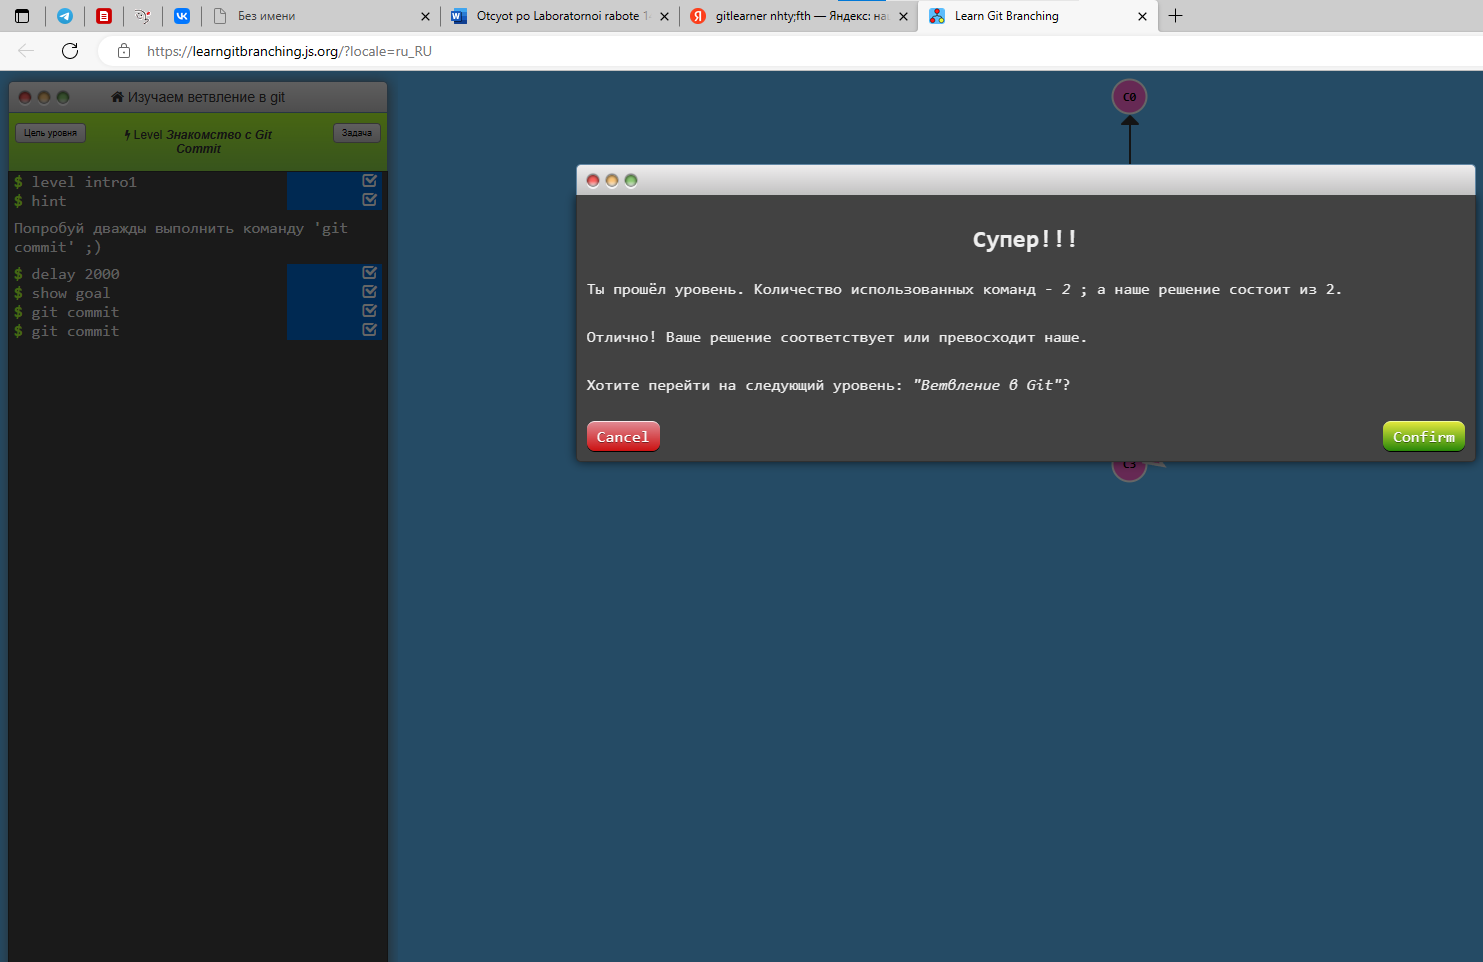 Без имени
Otcyot po Laboratornoi rabote 1
gitlearner nhty;fth — Яндекс: на
Learn Git Branching
https://learngitbranching.js.org/?locale=ru_RU
Изучаем ветвление в git
Цель уровня
Level Знакомство с Git
Commit
Задача
$ level intro1
$ hint
Попробуй дважды выполнить команду 'git
commit' ;)
$ delay 2000
$ show goal
$ git commit
$ git commit
C0
Супер!!!
Ты прошёл уровень. Количество использованных команд - 2 ; а наше решение состоит из 2.
Отлично! Ваше решение соответствует или превосходит наше.
Хотите перейти на следующий уровень: "Ветвление в Git"?
Cancel
Confirm
C3